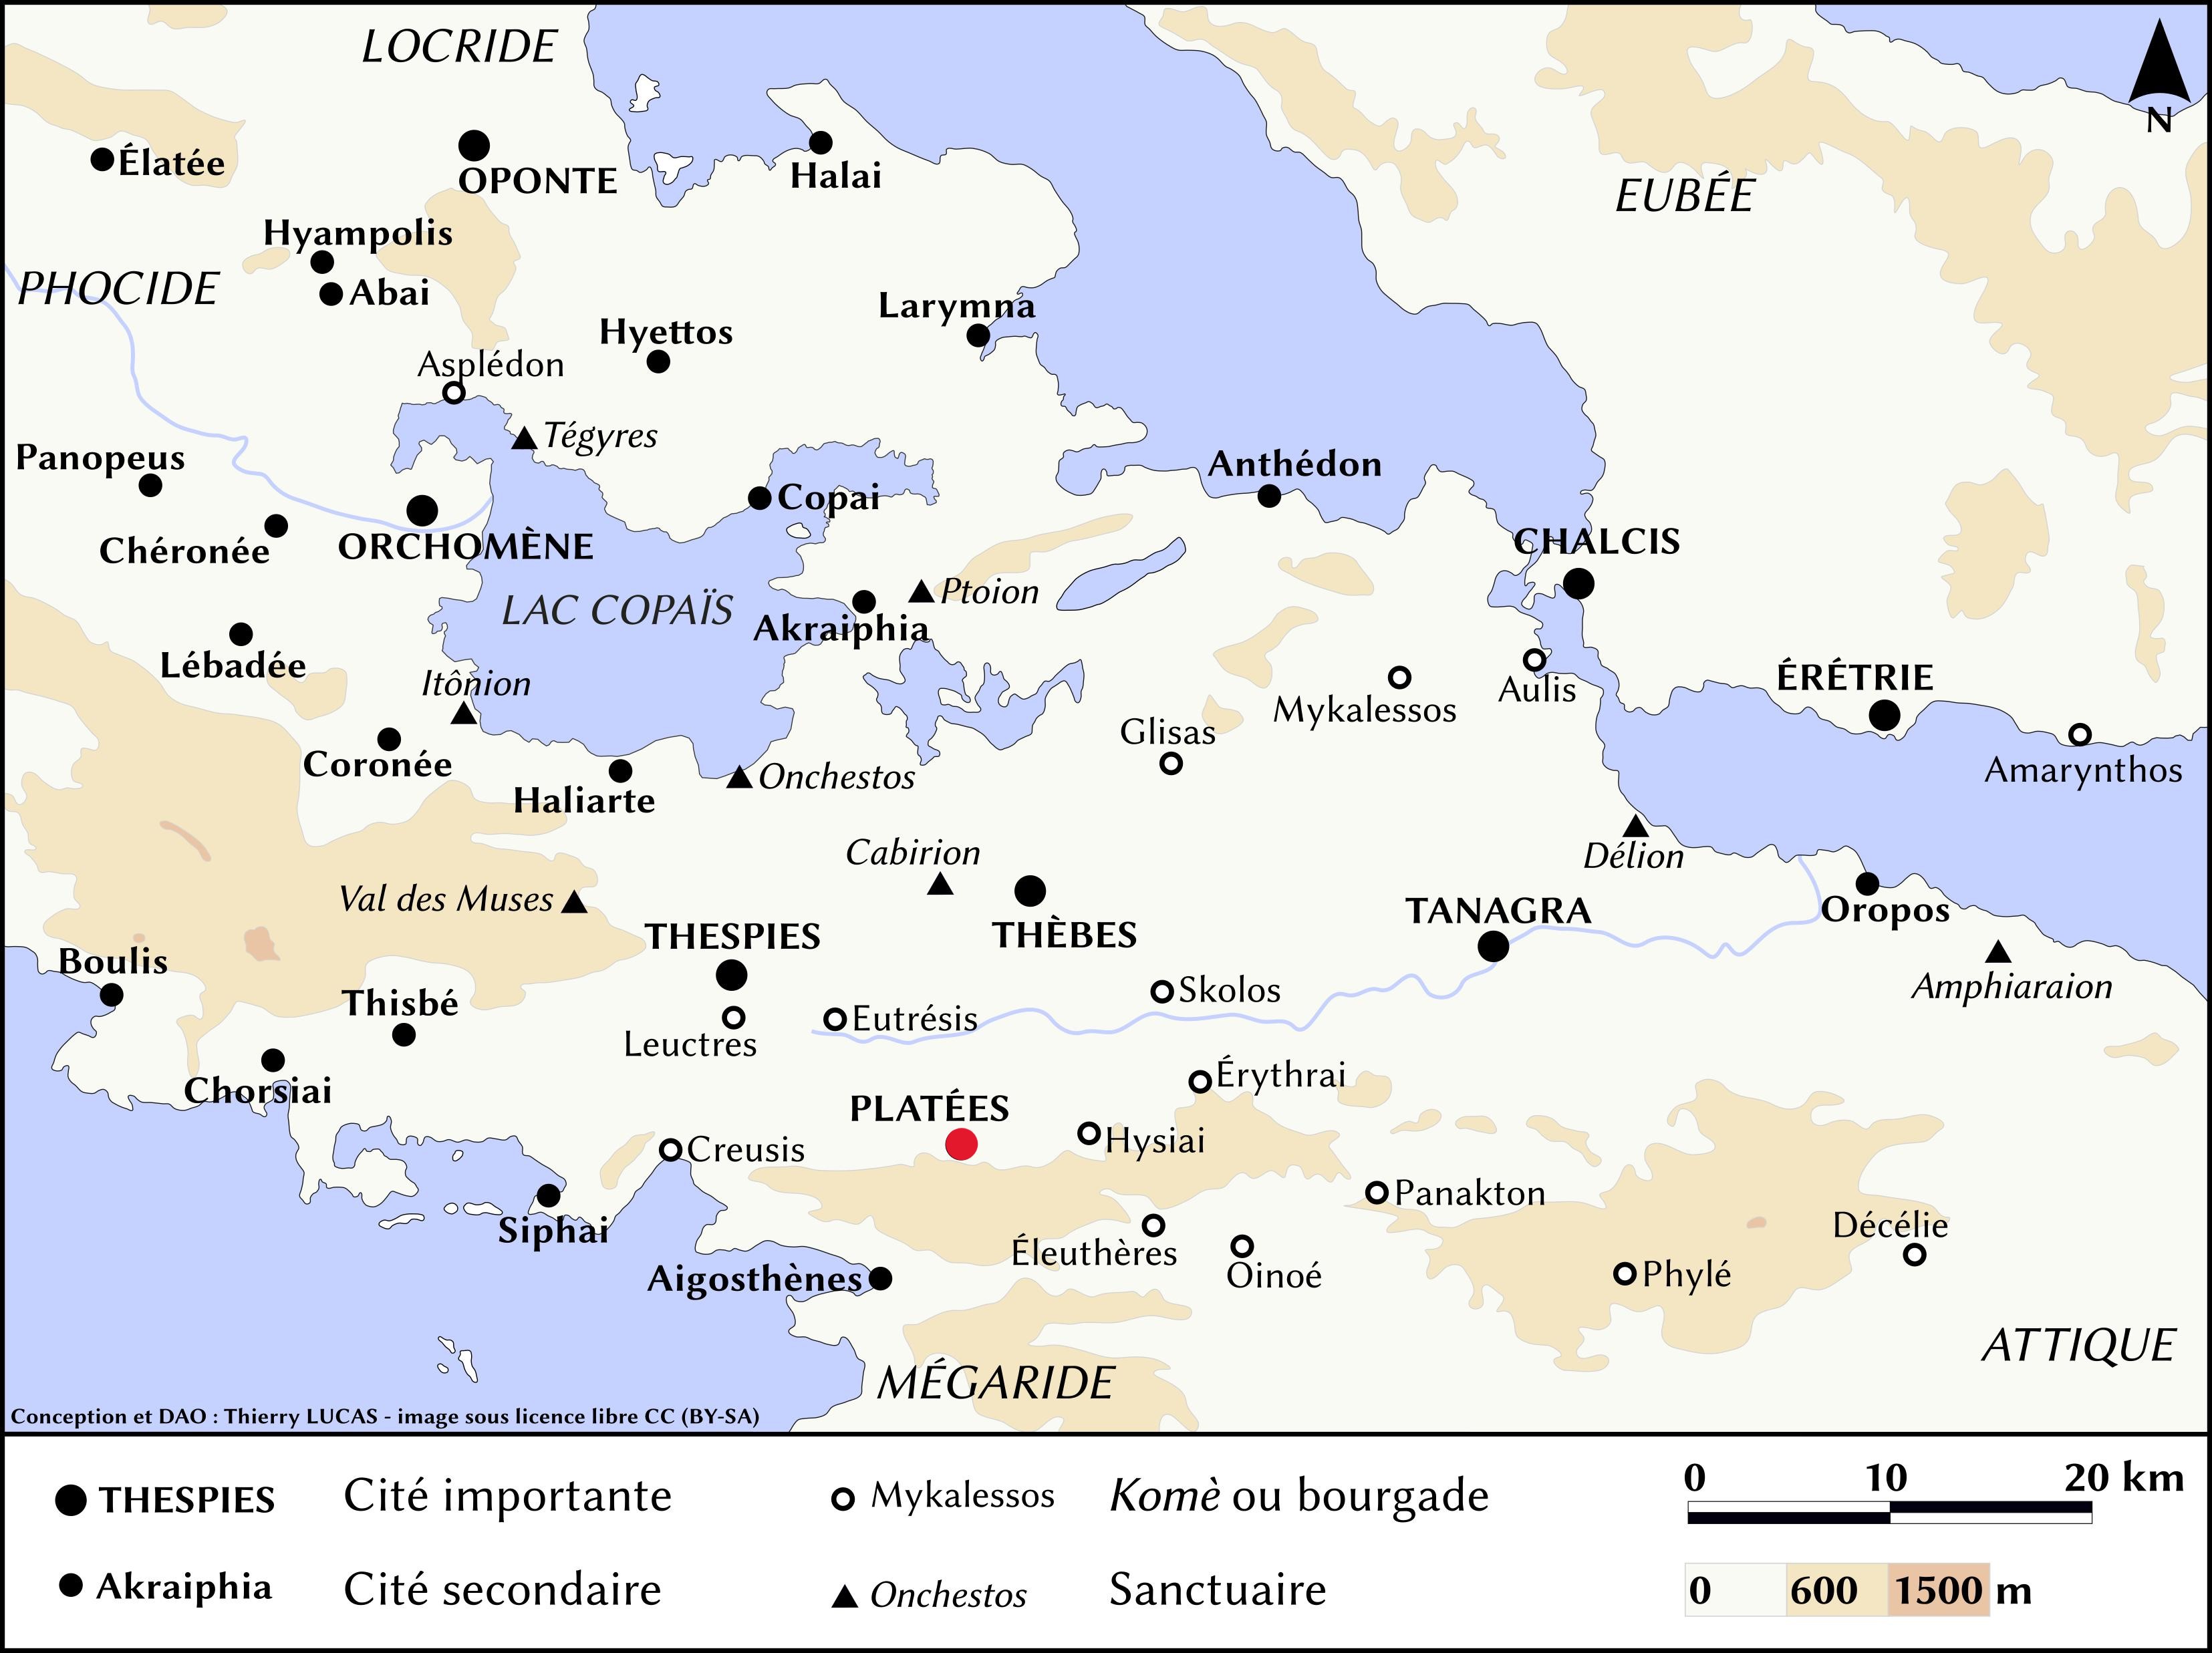 LOCRIDE
N
Élatée
OPONTE
Halai
EUBÉE
Hyampolis
PHOCIDE
Abai
Larymna
Hyettos
Asplédon
Tégyres
Panopeus
Anthédon
Copai
Chéronée
ORCHOMÈNE
CHALCIS
LAC COPAÏS
Ptoion
Akraiphia
Lébadée
Itônion
Aulis
ÉRÉTRIE
Mykalessos
Glisas
Coronée
Onchestos
Amarynthos
Haliarte
Cabirion
Délion
Val des Muses
THESPIES
THÈBES
TANAGRA
Oropos
Boulis
Thisbé
Skolos
Amphiaraion
Eutrésis
Leuctres
Chorsiai
Érythrai
PLATÉES
Creusis
Hysiai
Panakton
Siphai
Décélie
Éleuthères
Oinoé
Aigosthènes
Phylé
ATTIQUE
MÉGARIDE
Conception et DAO : Thierry LUCAS - image sous licence libre CC (BY-SA)
THESPIES Cité importante
Akraiphia Cité secondaire
Mykalessos Komè ou bourgade
Onchestos Sanctuaire
0 10 20 km
0 600 1500 m